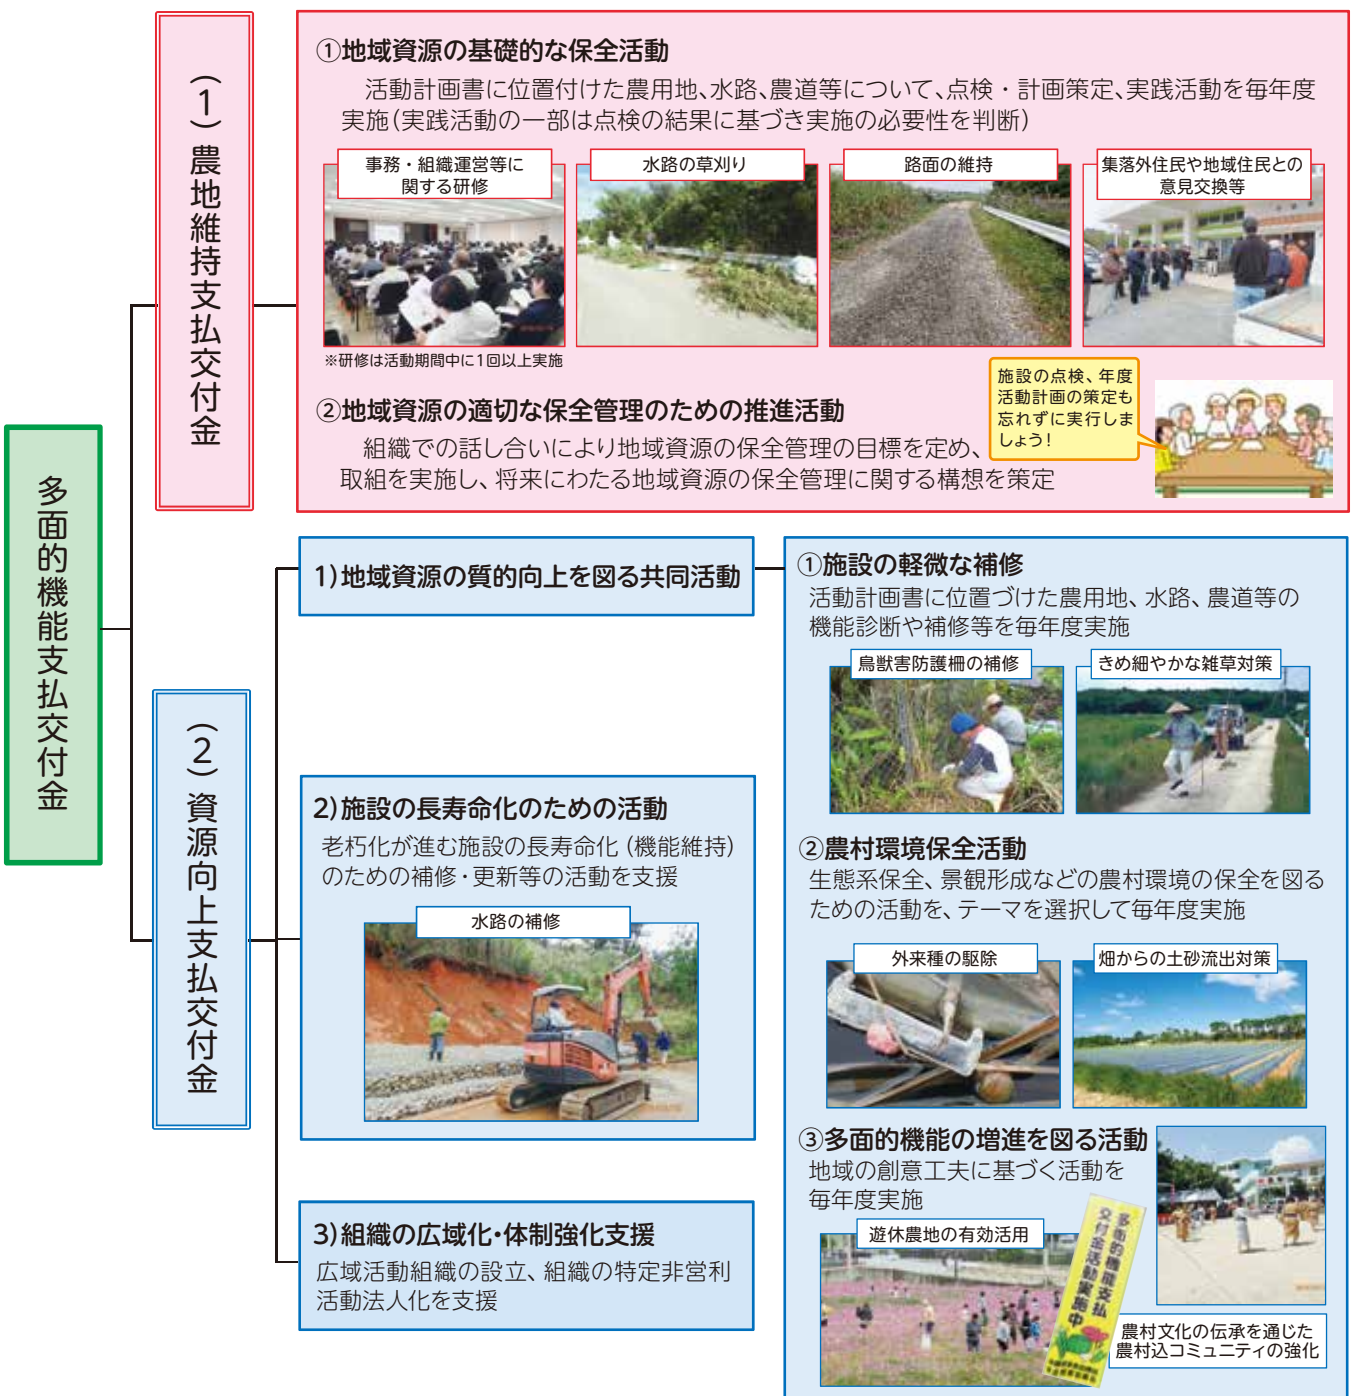 多面的機能支払交付金
（1）農地維持支払交付金
①地域資源の基礎的な保全活動
活動計画書に位置付けた農用地、水路、農道等について、点検・計画策定、実践活動を毎年度
実施(実践活動の一部は点検の結果に基づき実施の必要性を判断)
事務・組織運営等に
関する研修
水路の草刈り
路面の維持
集落外住民や地域住民との
意見交換等
※研修は活動期間中に1回以上実施
施設の点検、年度
活動計画の策定も
忘れずに実行しま
しょう!
②地域資源の適切な保全管理のための推進活動
組織での話し合いにより地域資源の保全管理の目標を定め、
取組を実施し、将来にわたる地域資源の保全管理に関する構想を策定
（2）資源向上支払交付金
1)地域資源の質的向上を図る共同活動
①施設の軽微な補修
活動計画書に位置づけた農用地、水路、農道等の
機能診断や補修等を毎年度実施
鳥獣害防護柵の補修
きめ細やかな雑草対策
②農村環境保全活動
生態系保全、景観形成などの農村環境の保全を図る
ための活動を、テーマを選択して毎年度実施
外来種の駆除
畑からの土砂流出対策
③多面的機能の増進を図る活動
地域の創意工夫に基づく活動を
毎年度実施
遊休農地の有効活用
多面的機能支払
交付金活動実施中
農村文化の伝承を通じた
農村込コミュニティの強化
2)施設の長寿命化のための活動
老朽化が進む施設の長寿命化（機能維持）
のための補修・更新等の活動を支援
水路の補修
3)組織の広域化・体制強化支援
広域活動組織の設立、組織の特定非営利
活動法人化を支援